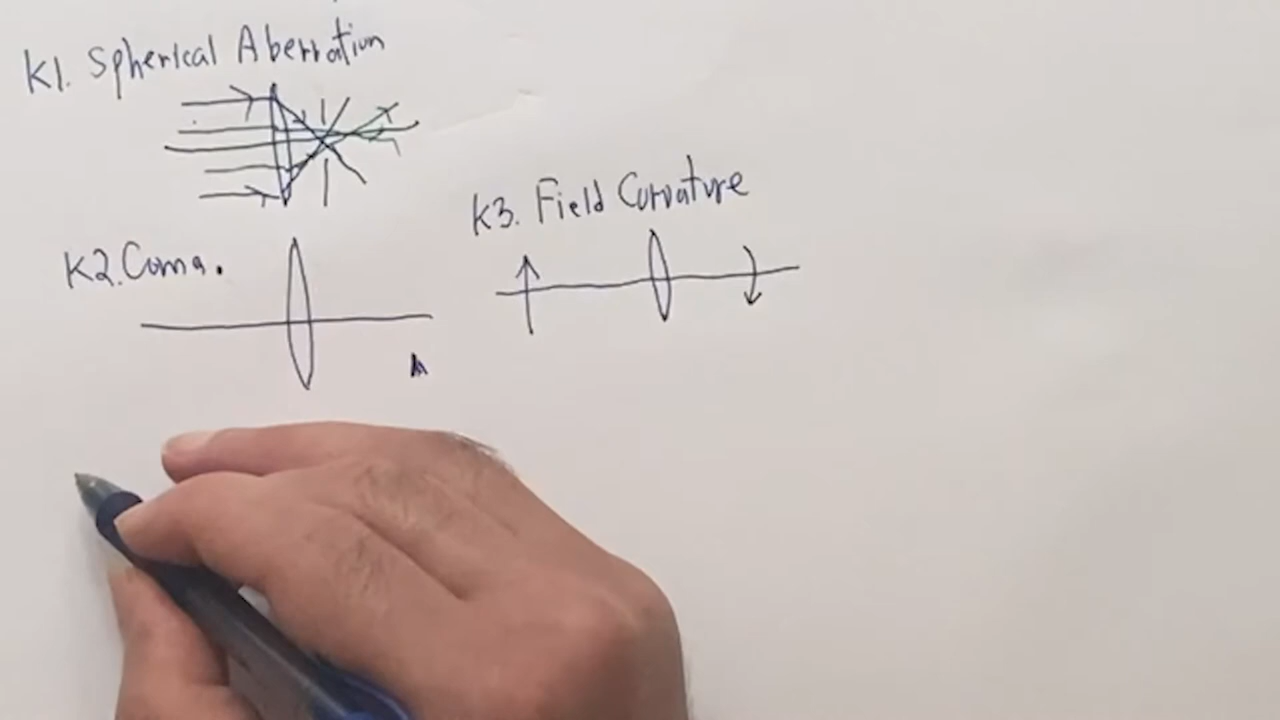 K1. Spherical Aberration
K2. Coma.
K3. Field Curvature